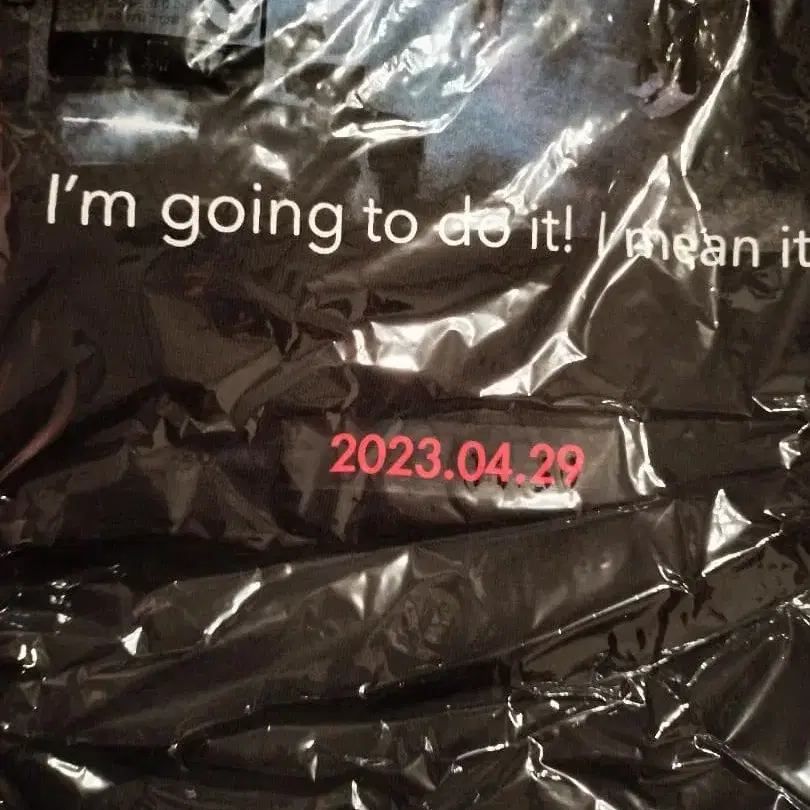 I'm going to do it! I mean it
2023.04.29